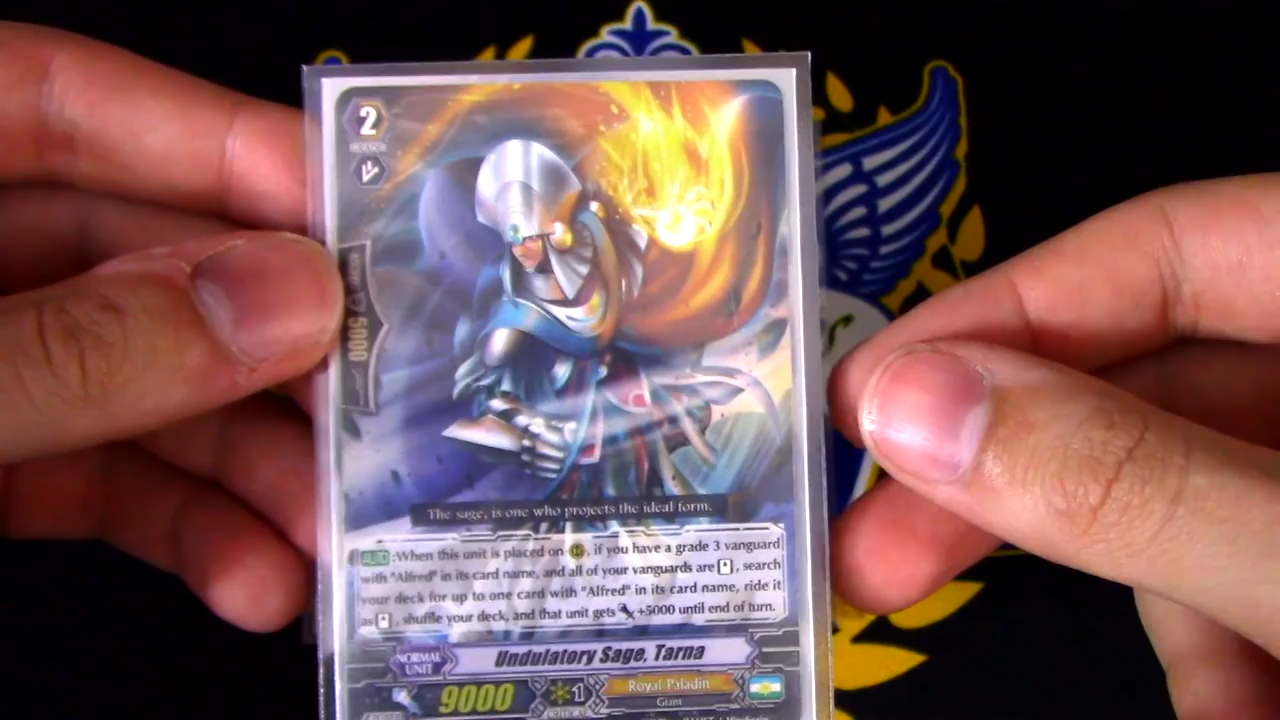 2
GRADE
5000
The sage, is one who projects the ideal form.
AUTO:When this unit is placed on , if you have a grade 3 vanguard
with "Alfred" in its card name, and all of your vanguards are , search
your deck for up to one card with "Alfred" in its card name, ride it
as , shuffle your deck, and that unit gets +5000 until end of turn.
NORMAL
UNIT
Undulatory Sage, Tarna
9000
1
CRITICAL
Royal Paladin
Giant